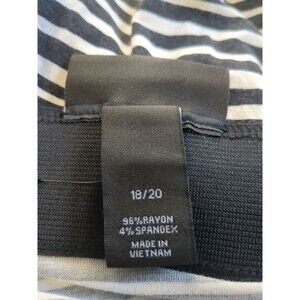 18/20
96% RAYON
4% SPANDEX
MADE IN
VIETNAM